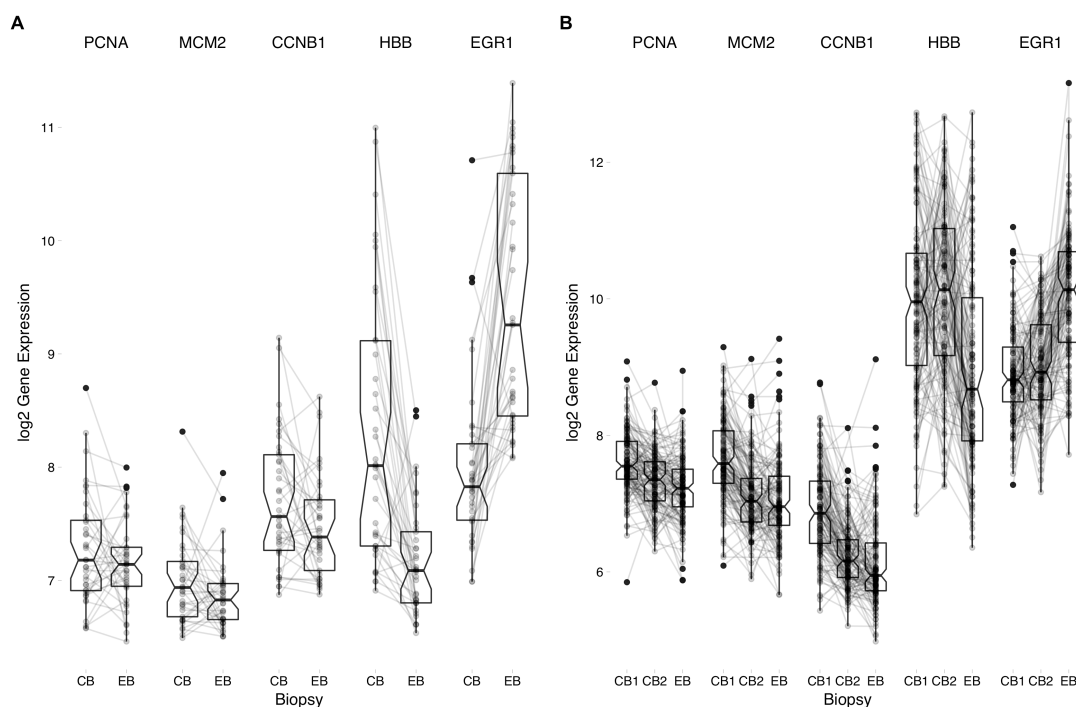 A
PCNA MCM2 CCNB1 HBB EGR1
11
10
9
8
7
log2 Gene Expression
CB EB CB EB CB EB CB EB CB EB
Biopsy
B
PCNA MCM2 CCNB1 HBB EGR1
12
10
8
6
log2 Gene Expression
CB1 CB2 EB CB1 CB2 EB CB1 CB2 EB CB1 CB2 EB CB1 CB2 EB
Biopsy